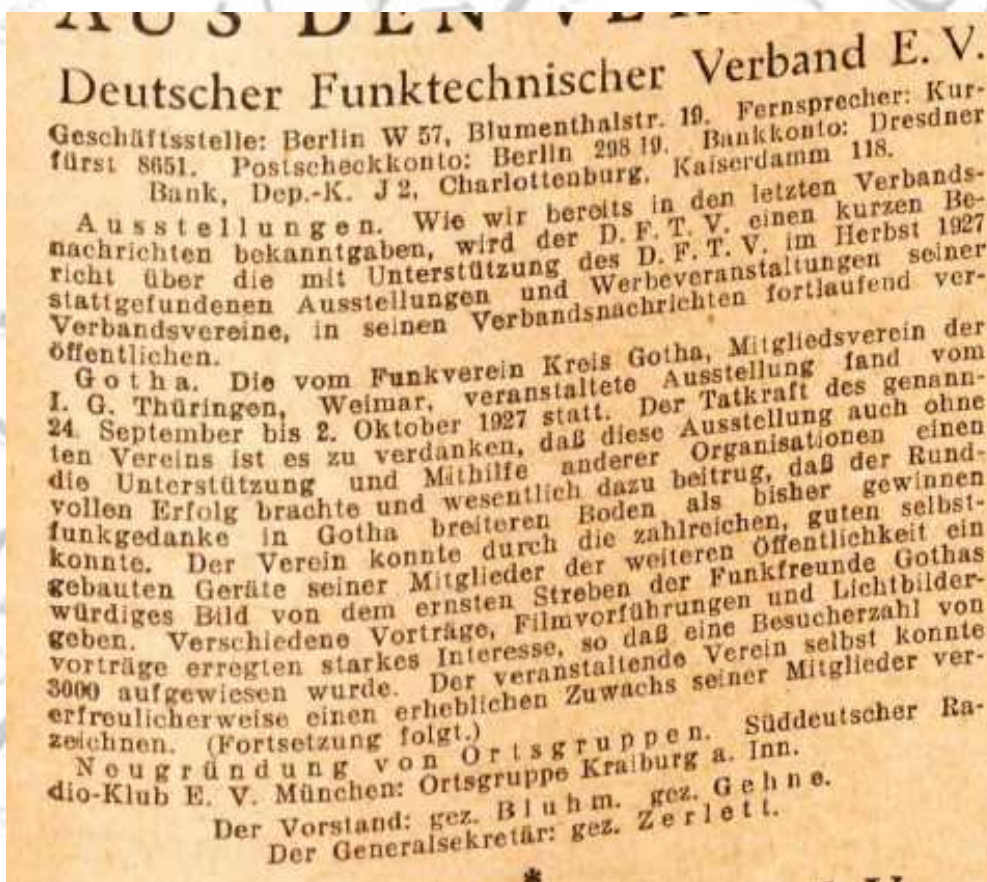 AUS DEN VER
Deutscher Funktechnischer Verband E. V.
Geschäftsstelle: Berlin W 57, Blumenthalstr. 19. Fernsprecher: Kur-
fürst 8651. Postscheckkonto: Berlin 298 19. Bankkonto: Dresdner
Bank, Dep.-K. J 2, Charlottenburg, Kaiserdamm 118.
Ausstellungen. Wie wir bereits in den letzten Verbands-
nachrichten bekanntgaben, wird der D. F. T. V. einen kurzen Be-
richt über die mit Unterstützung des D. F. T. V. im Herbst 1927
stattgefundenen Ausstellungen und Werbeveranstaltungen seiner
Verbandsvereine, in seinen Verbandsnachrichten fortlaufend ver-
öffentlichen.
Gotha. Die vom Funkverein Kreis Gotha, Mitgliedsverein der
I. G. Thüringen, Weimar, veranstaltete Ausstellung fand vom
24. September bis 2. Oktober 1927 statt. Der Tatkraft des genann-
ten Vereins ist es zu verdanken, daß diese Ausstellung auch ohne
die Unterstützung und Mithilfe anderer Organisationen einen
vollen Erfolg brachte und wesentlich dazu beitrug, daß der Rund-
funkgedanke in Gotha breiteren Boden als bisher gewinnen
konnte. Der Verein konnte durch die zahlreichen, guten selbst-
gebauten Geräte seiner Mitglieder der weiteren Öffentlichkeit ein
würdiges Bild von dem ernsten Streben der Funkfreunde Gothas
geben. Verschiedene Vorträge, Filmvorführungen und Lichtbilder-
vorträge erregten starkes Interesse, so daß eine Besucherzahl von
3000 aufgewiesen wurde. Der veranstaltende Verein selbst konnte
erfreulicherweise einen erheblichen Zuwachs seiner Mitglieder ver-
zeichnen. (Fortsetzung folgt.)
Neugründung von Ortsgruppen. Süddeutscher Ra-
dio-Klub E. V. München: Ortsgruppe Kraiburg a. Inn.
Der Vorstand: gez. Bluhm. gez. Gehne.
Der Generalsekretär: gez. Zerlett.
*